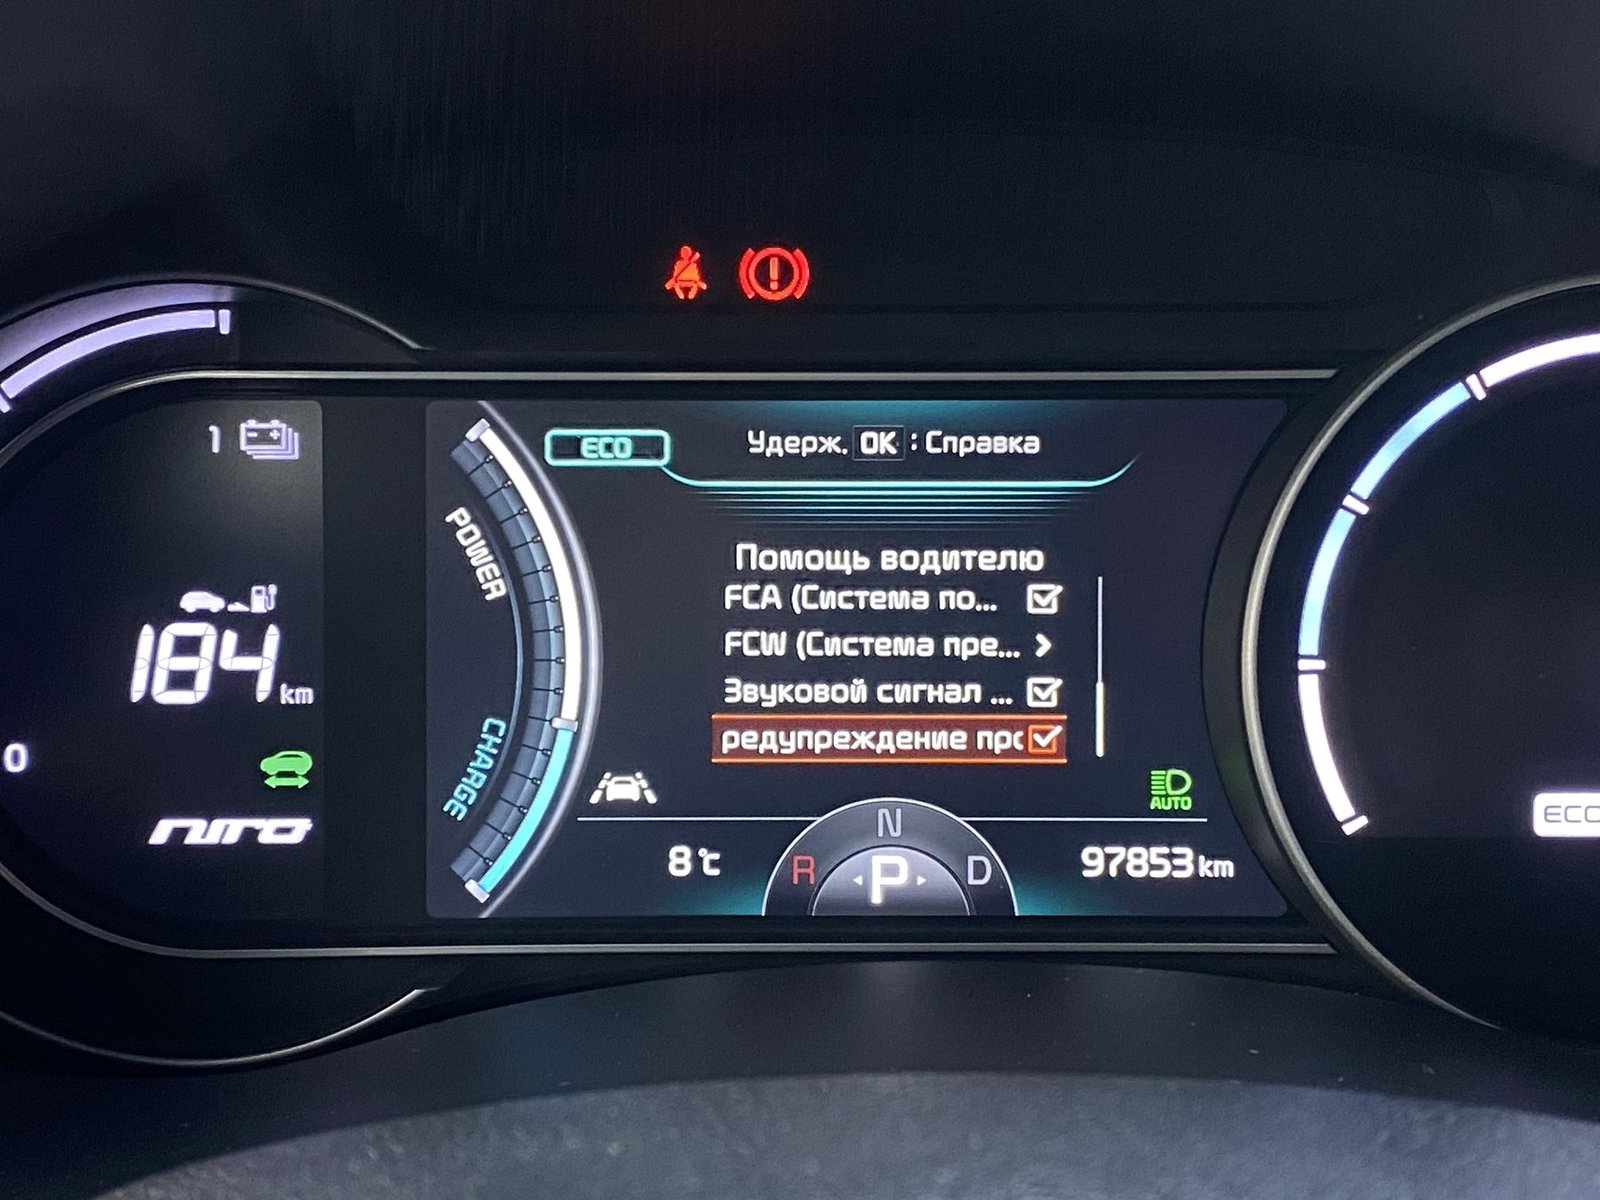 1
184 km
0
NIRO
POWER
CHARGE
ECO
Удерж. OK : Справка
Помощь водителю
FCA (Система по...
FCW (Система пре...
Звуковой сигнал ...
редупреждение прс
AUTO
8°C
R N D
P
97853 km
ECO